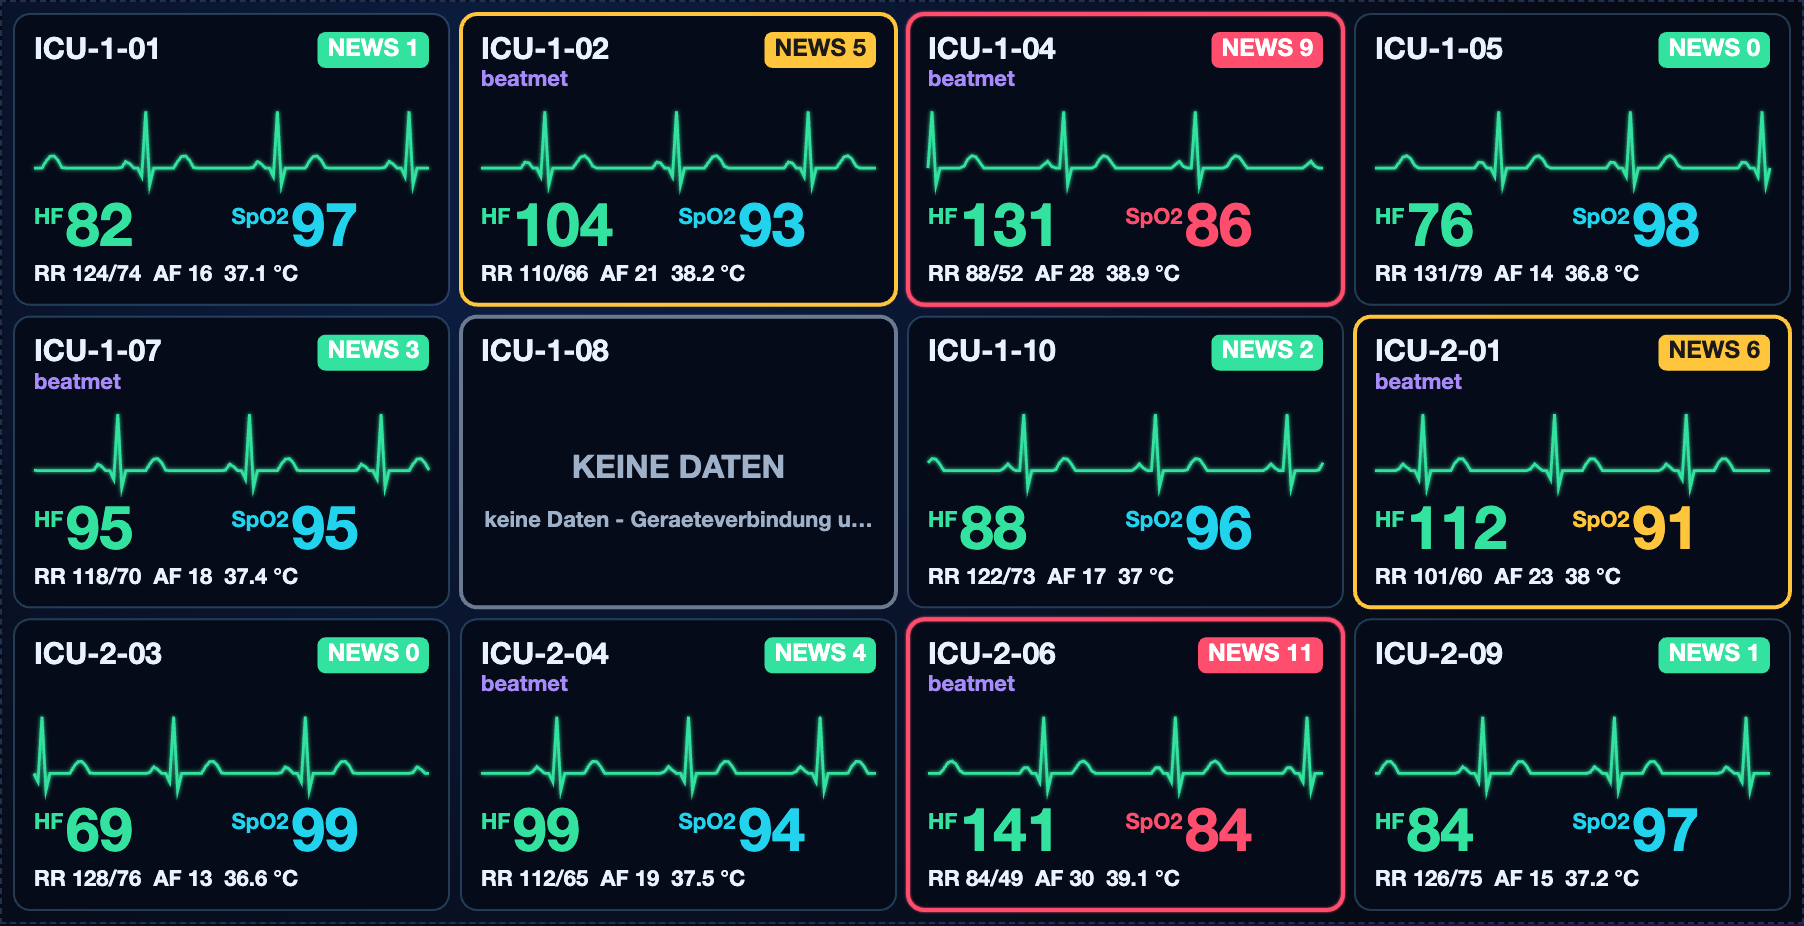 ICU-1-01 NEWS 1
HF 82 SpO2 97
RR 124/74 AF 16 37.1 °C
ICU-1-02 NEWS 5
beatmet
HF 104 SpO2 93
RR 110/66 AF 21 38.2 °C
ICU-1-04 NEWS 9
beatmet
HF 131 SpO2 86
RR 88/52 AF 28 38.9 °C
ICU-1-05 NEWS 0
HF 76 SpO2 98
RR 131/79 AF 14 36.8 °C
ICU-1-07 NEWS 3
beatmet
HF 95 SpO2 95
RR 118/70 AF 18 37.4 °C
ICU-1-08
KEINE DATEN
keine Daten - Geraeteverbindung u...
ICU-1-10 NEWS 2
HF 88 SpO2 96
RR 122/73 AF 17 37 °C
ICU-2-01 NEWS 6
beatmet
HF 112 SpO2 91
RR 101/60 AF 23 38 °C
ICU-2-03 NEWS 0
HF 69 SpO2 99
RR 128/76 AF 13 36.6 °C
ICU-2-04 NEWS 4
beatmet
HF 99 SpO2 94
RR 112/65 AF 19 37.5 °C
ICU-2-06 NEWS 11
beatmet
HF 141 SpO2 84
RR 84/49 AF 30 39.1 °C
ICU-2-09 NEWS 1
HF 84 SpO2 97
RR 126/75 AF 15 37.2 °C